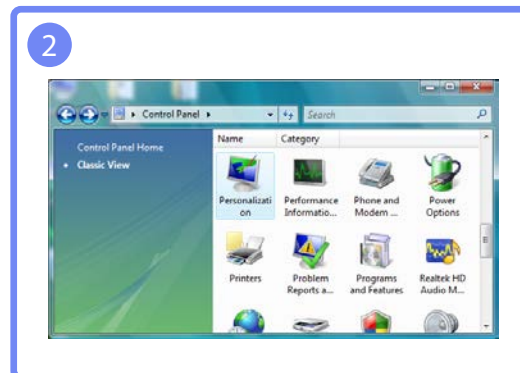 2
Control Panel
Search
Control Panel Home
Classic View
Name Category
Personalizati
on
Performance
Informatio...
Phone and
Modem ...
Power
Options
Printers
Problem
Reports a...
Programs
and Features
Realtek HD
Audio M...